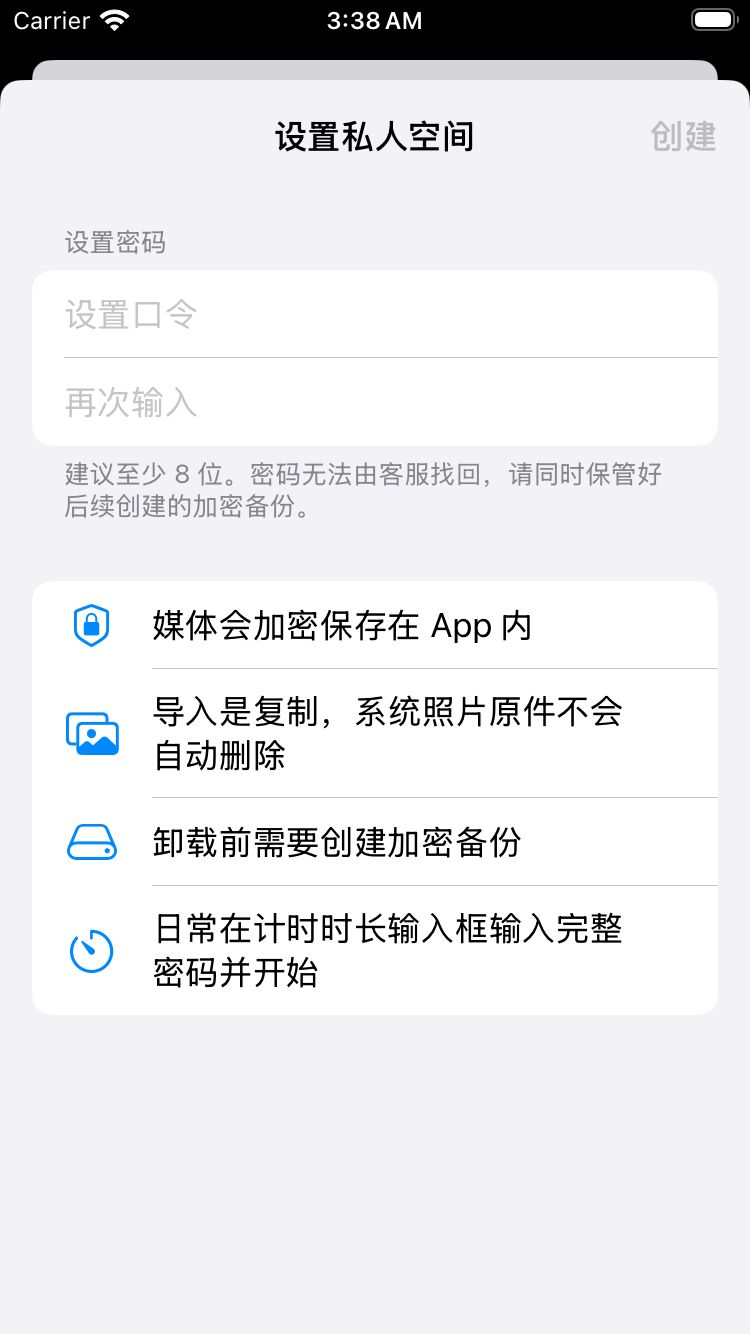 Carrier
3:38 AM
设置私人空间
创建
设置密码
设置口令
再次输入
建议至少 8 位。密码无法由客服找回，请同时保管好
后续创建的加密备份。
媒体会加密保存在 App 内
导入是复制，系统照片原件不会
自动删除
卸载前需要创建加密备份
日常在计时时长输入框输入完整
密码并开始